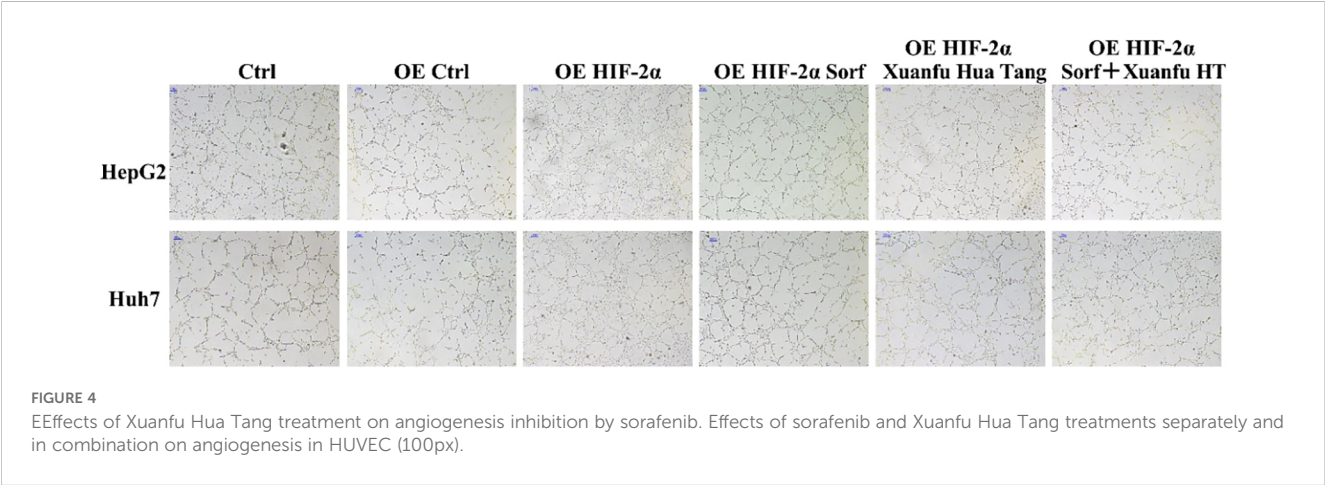 Ctrl
OE Ctrl
OE HIF-2α
OE HIF-2α Sorf
OE HIF-2α
Xuanfu Hua Tang
OE HIF-2α
Sorf+Xuanfu HT
HepG2
Huh7
FIGURE 4
EEffects of Xuanfu Hua Tang treatment on angiogenesis inhibition by sorafenib. Effects of sorafenib and Xuanfu Hua Tang treatments separately and
in combination on angiogenesis in HUVEC (100px).